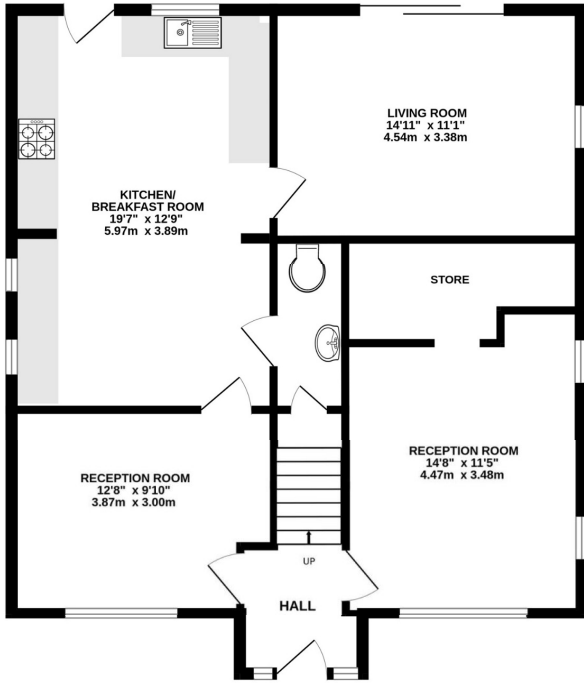 LIVING ROOM
14'11" x 11'1"
4.54m x 3.38m
KITCHEN/
BREAKFAST ROOM
19'7" x 12'9"
5.97m x 3.89m
STORE
RECEPTION ROOM
12'8" x 9'10"
3.87m x 3.00m
RECEPTION ROOM
14'8" x 11'5"
4.47m x 3.48m
UP
HALL